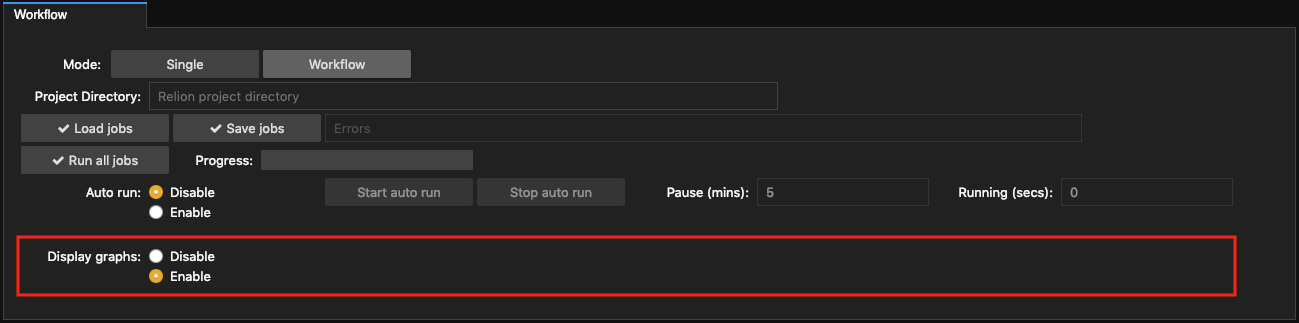 Workflow
Mode: Single Workflow
Project Directory: Relion project directory
Load jobs Save jobs Errors
Run all jobs Progress:
Auto run: Disable Start auto run Stop auto run Pause (mins): 5 Running (secs): 0
Enable
Display graphs: Disable
Enable